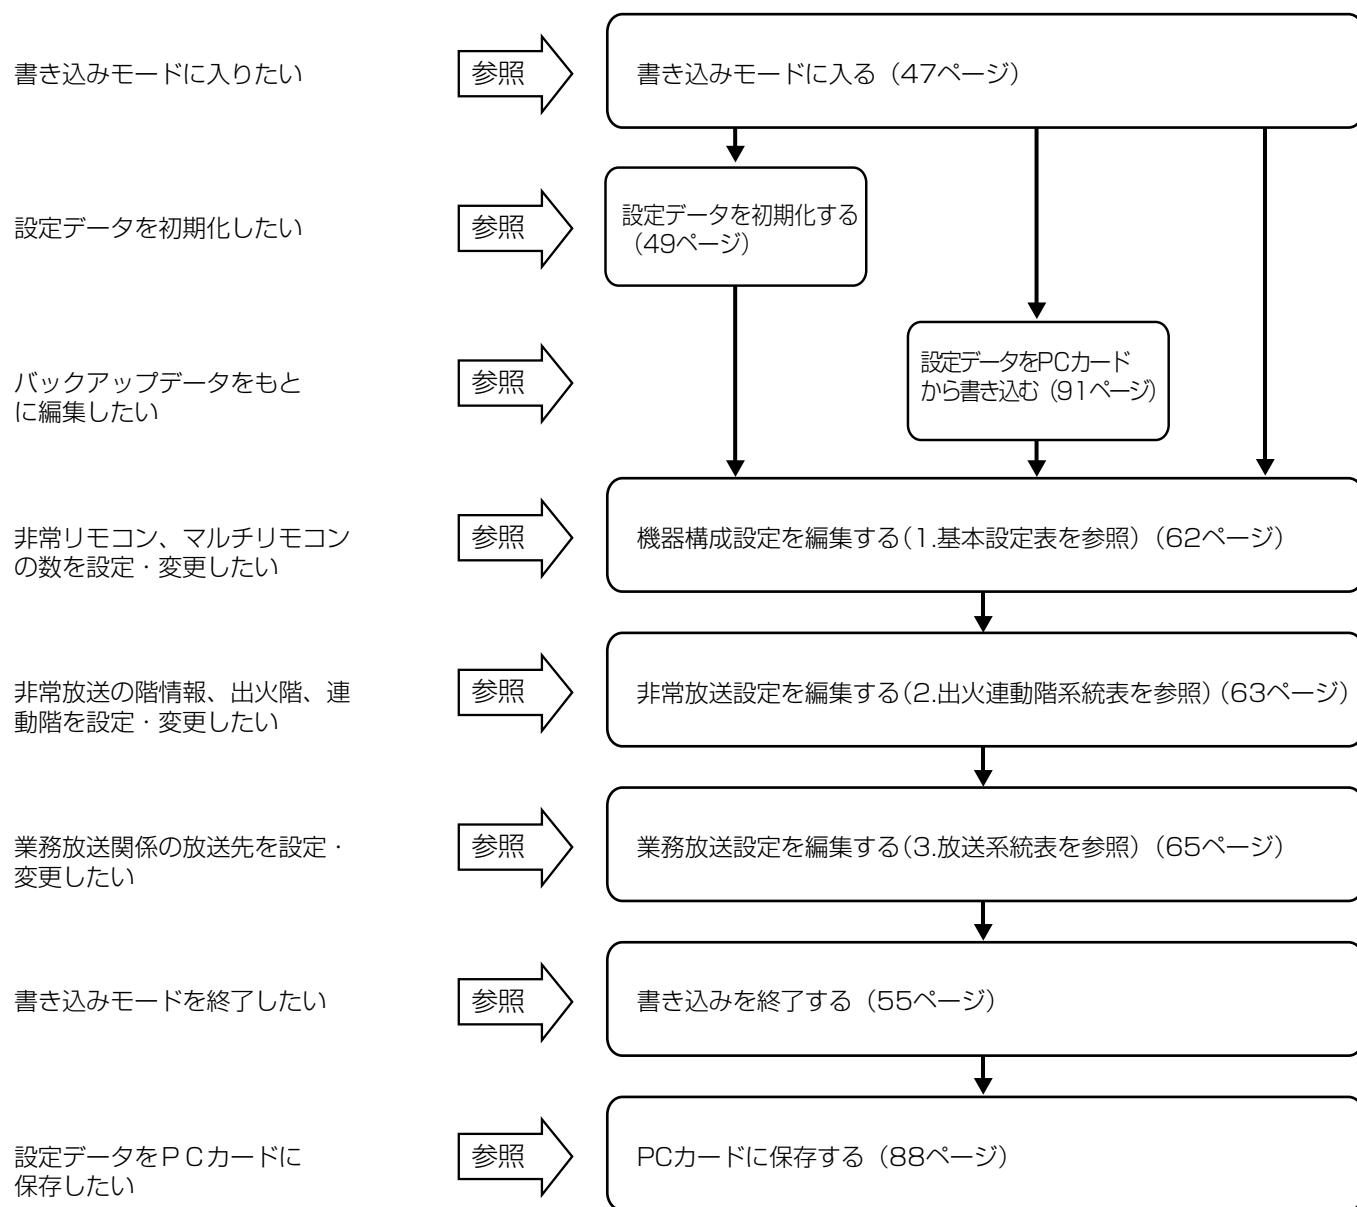 書き込みモードに入りたい
参照
書き込みモードに入る（47ページ）
設定データを初期化したい
参照
設定データを初期化する
（49ページ）
バックアップデータをもと
に編集したい
参照
設定データをPCカード
から書き込む（91ページ）
非常リモコン、マルチリモコン
の数を設定・変更したい
参照
機器構成設定を編集する（1.基本設定表を参照）（62ページ）
非常放送の階情報、出火階、連
動階を設定・変更したい
参照
非常放送設定を編集する（2.出火連動階系統表を参照）（63ページ）
業務放送関係の放送先を設定・
変更したい
参照
業務放送設定を編集する（3.放送系統表を参照）（65ページ）
書き込みモードを終了したい
参照
書き込みを終了する（55ページ）
設定データをＰＣカードに
保存したい
参照
PCカードに保存する（88ページ）